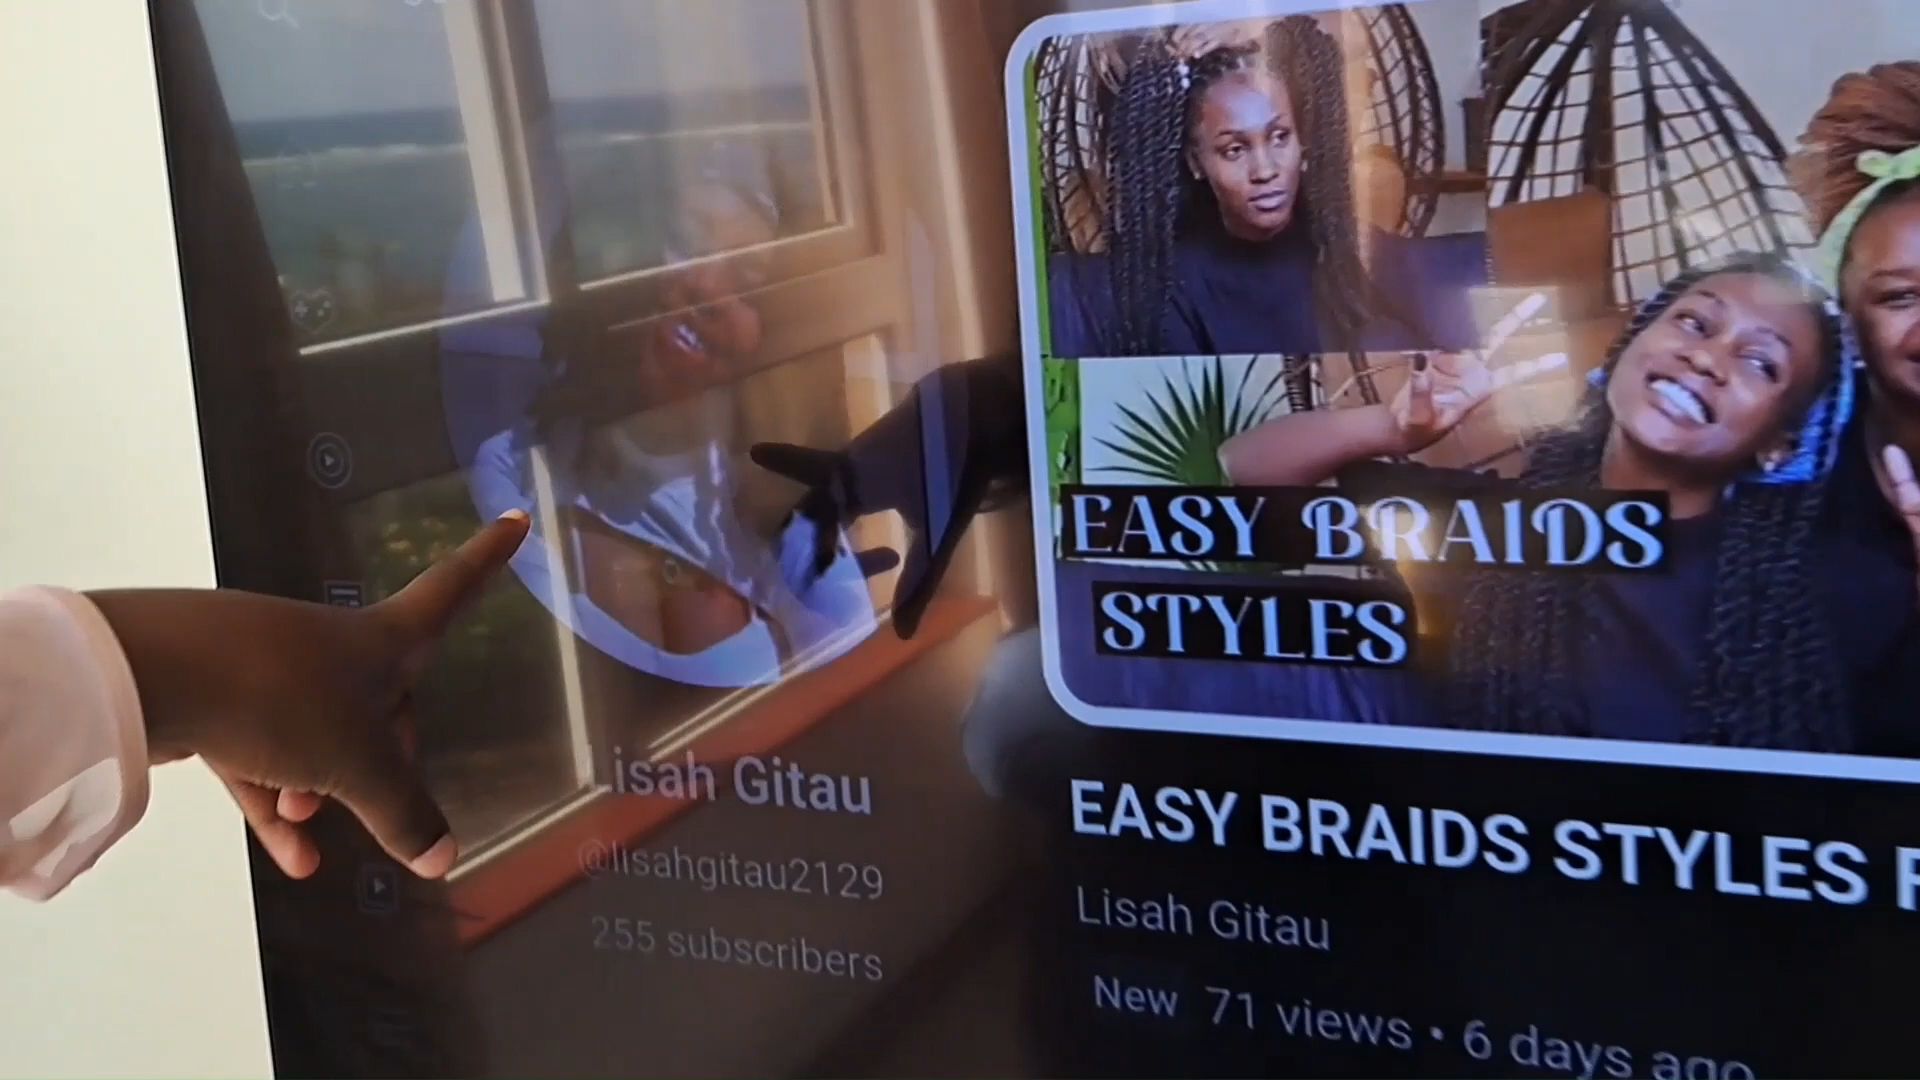 EASY BRAIDS
STYLES
Lisah Gitau
@lisahgitau2129
255 subscribers
EASY BRAIDS STYLES
Lisah Gitau
New 71 views • 6 days ago